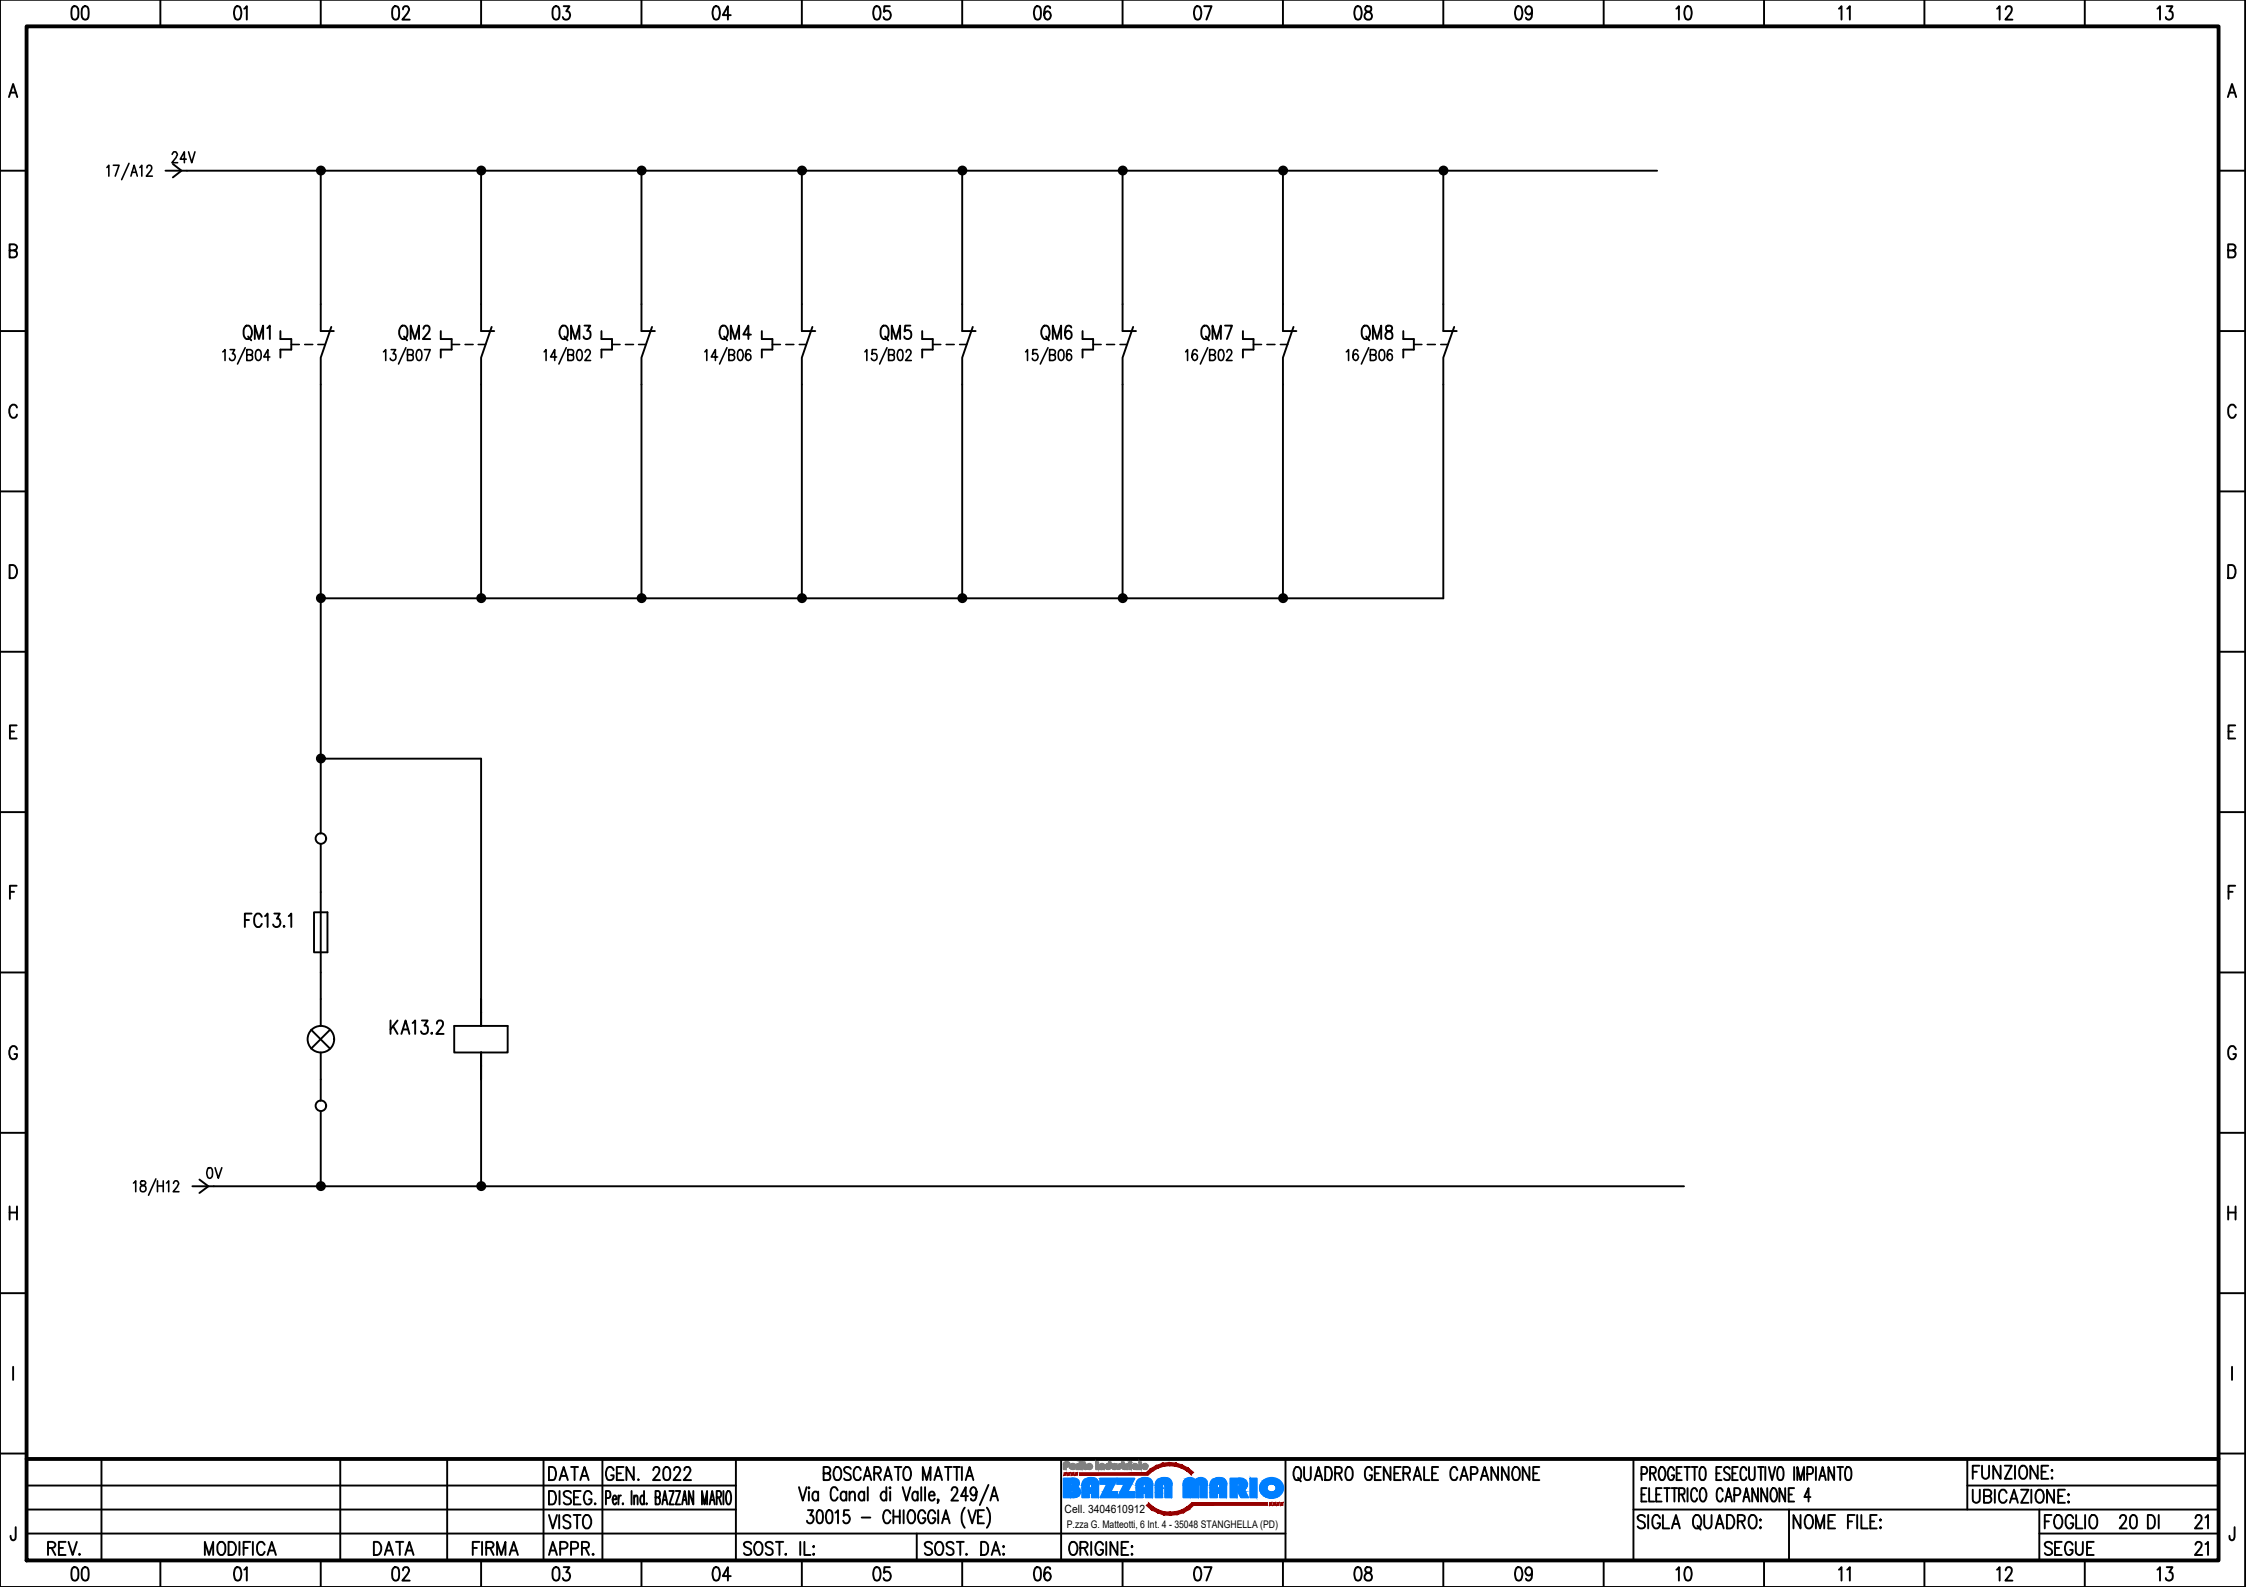 00 01 02 03 04 05 06 07 08 09 10 11 12 13
A A
24V
17/A12
B B
QM1 QM2 QM3 QM4 QM5 QM6 QM7 QM8
13/B04 13/B07 14/B02 14/B06 15/B02 15/B06 16/B02 16/B06
C C
D D
E E
F F
FC13.1
KA13.2
G G
0V
18/H12
H H
I I
J J
REV. MODIFICA DATA FIRMA
DATA GEN. 2022
DISEG. Per. Ind. BAZZAN MARIO
VISTO
APPR.
BOSCARATO MATTIA
Via Canal di Valle, 249/A
30015 – CHIOGGIA (VE)
SOST. IL: SOST. DA:
Perito Industriale
BAZZAN MARIO
Cell. 3404610912
P.zza G. Matteotti, 6 Int. 4 - 35048 STANGHELLA (PD)
ORIGINE:
QUADRO GENERALE CAPANNONE
PROGETTO ESECUTIVO IMPIANTO
ELETTRICO CAPANNONE 4
SIGLA QUADRO: NOME FILE:
FUNZIONE:
UBICAZIONE:
FOGLIO 20 DI 21
SEGUE 21
00 01 02 03 04 05 06 07 08 09 10 11 12 13